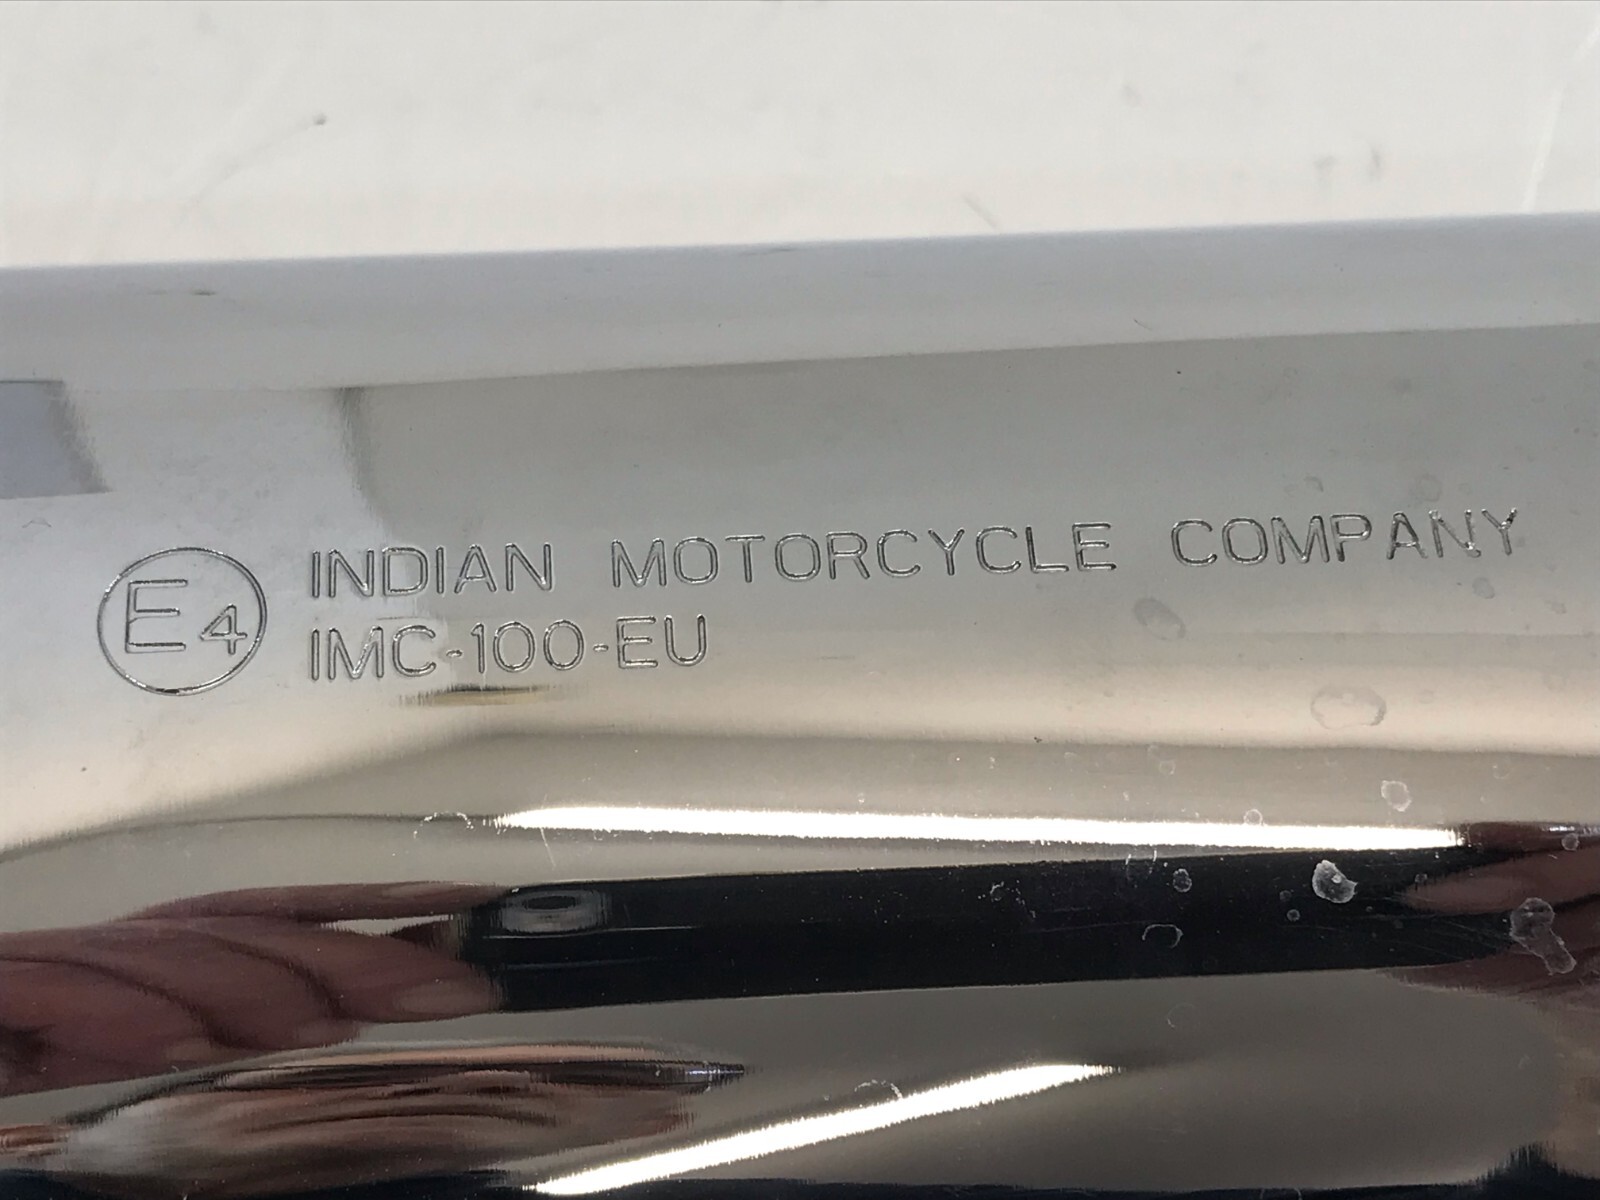 E4 INDIAN MOTORCYCLE COMPANY
IMC-100-EU